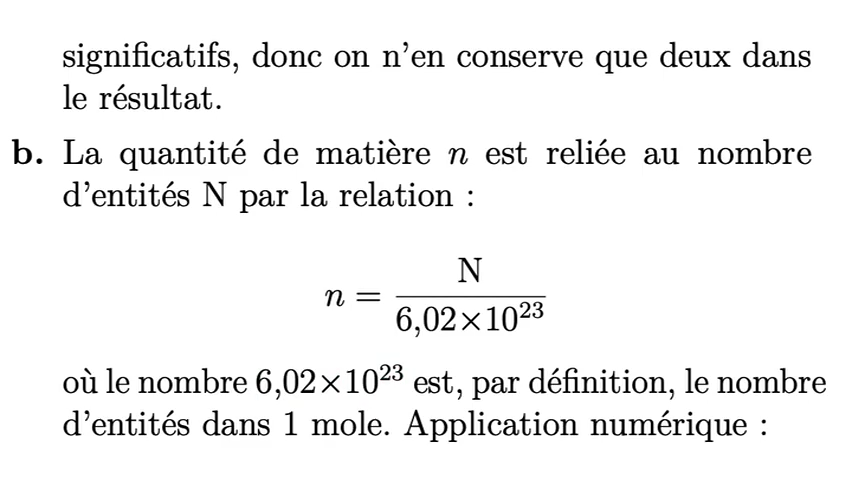 significatifs, donc on n'en conserve que deux dans
le résultat.
b. La quantité de matière n est reliée au nombre
d'entités N par la relation :
n = N / 6,02×10²³
où le nombre 6,02×10²³ est, par définition, le nombre
d'entités dans 1 mole. Application numérique :